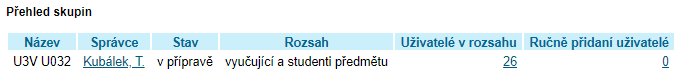 Přehled skupin
Název Správce Stav Rozsah Uživatelé v rozsahu Ručně přidaní uživatelé
U3V U032 Kubálek, T. v přípravě vyučující a studenti předmětu 26 0